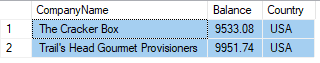 CompanyName Balance Country
1 The Cracker Box 9533.08 USA
2 Trail's Head Gourmet Provisioners 9951.74 USA